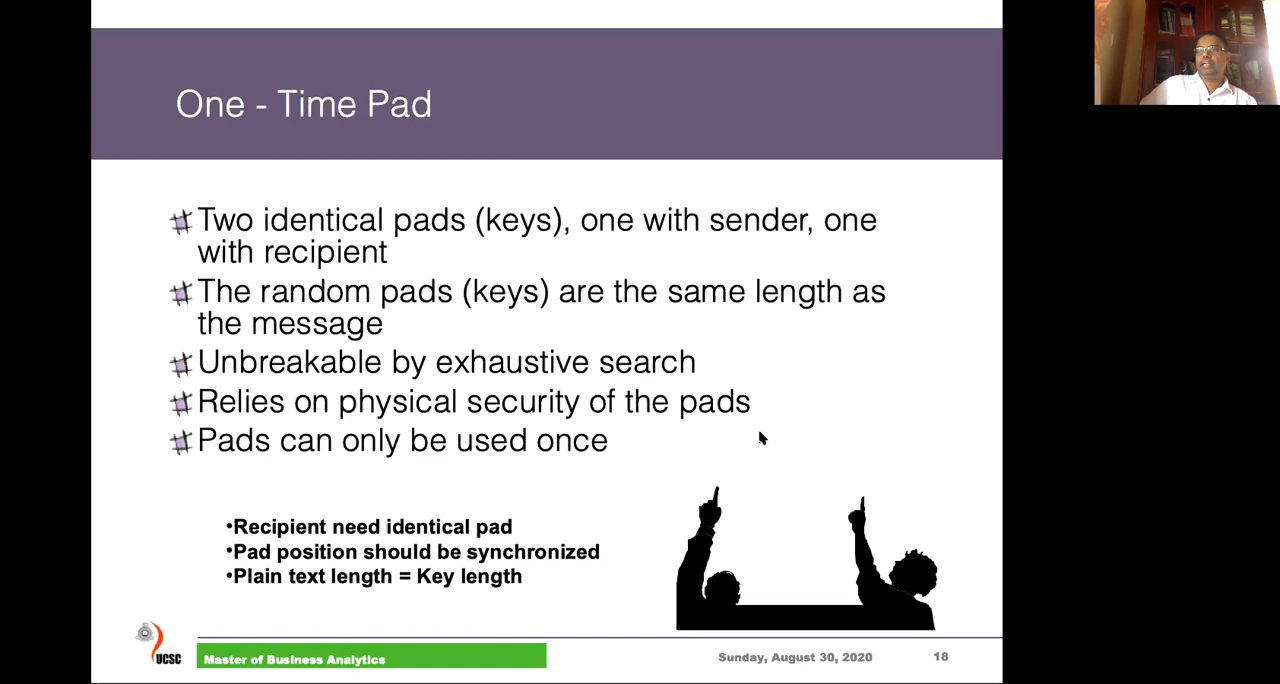 One - Time Pad
Two identical pads (keys), one with sender, one
with recipient
The random pads (keys) are the same length as
the message
Unbreakable by exhaustive search
Relies on physical security of the pads
Pads can only be used once
•Recipient need identical pad
•Pad position should be synchronized
•Plain text length = Key length
UCSC
Master of Business Analytics
Sunday, August 30, 2020
18